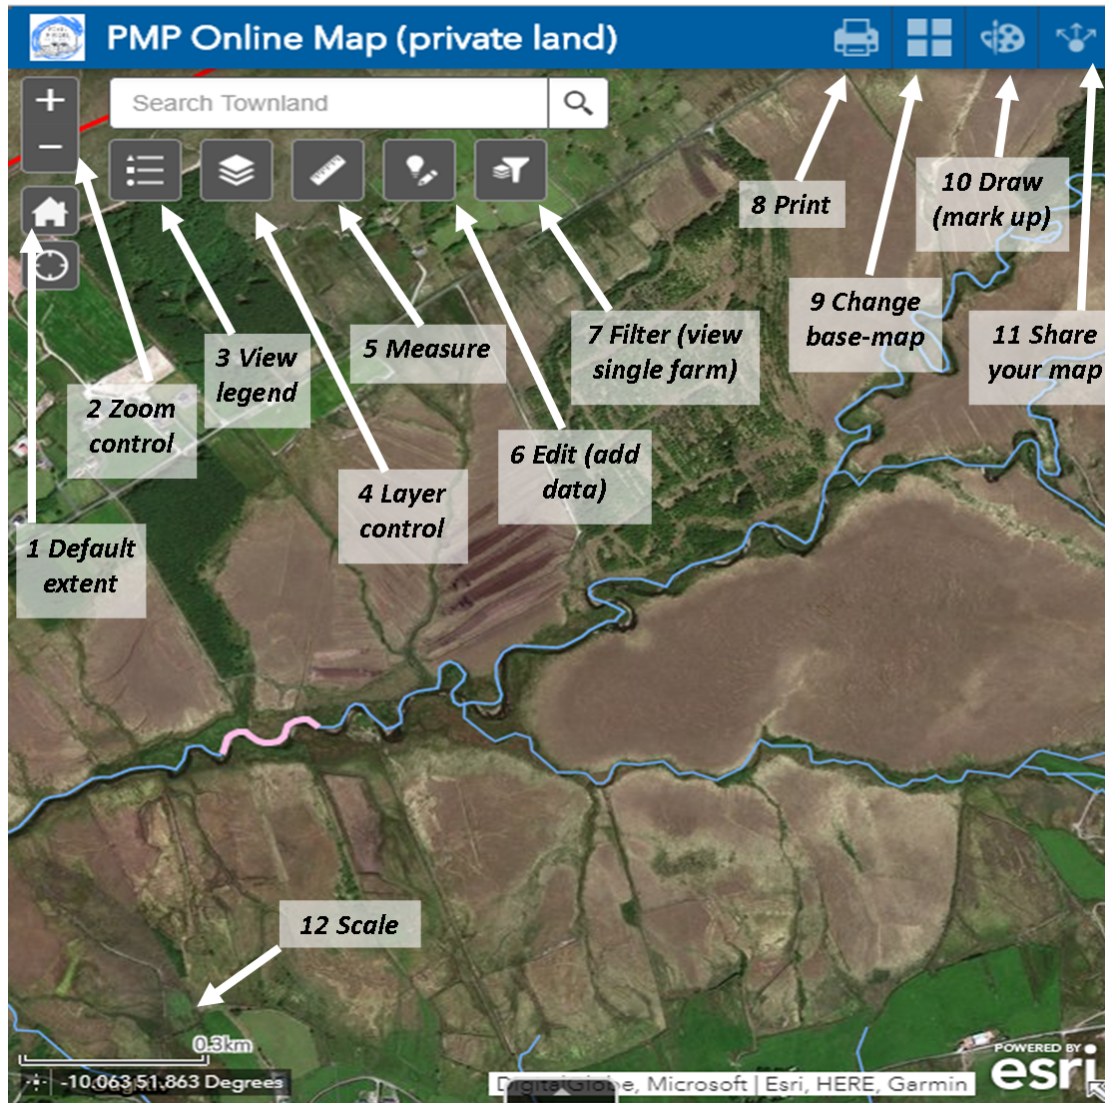 PMP Online Map (private land)
+
−
Search Townland
8 Print
10 Draw
(mark up)
9 Change
base-map
11 Share
your map
5 Measure
7 Filter (view
single farm)
3 View
legend
2 Zoom
control
6 Edit (add
data)
4 Layer
control
1 Default
extent
12 Scale
0.3km
-10.063 51.863 Degrees
DigitalGlobe, Microsoft | Esri, HERE, Garmin
POWERED BY
esri